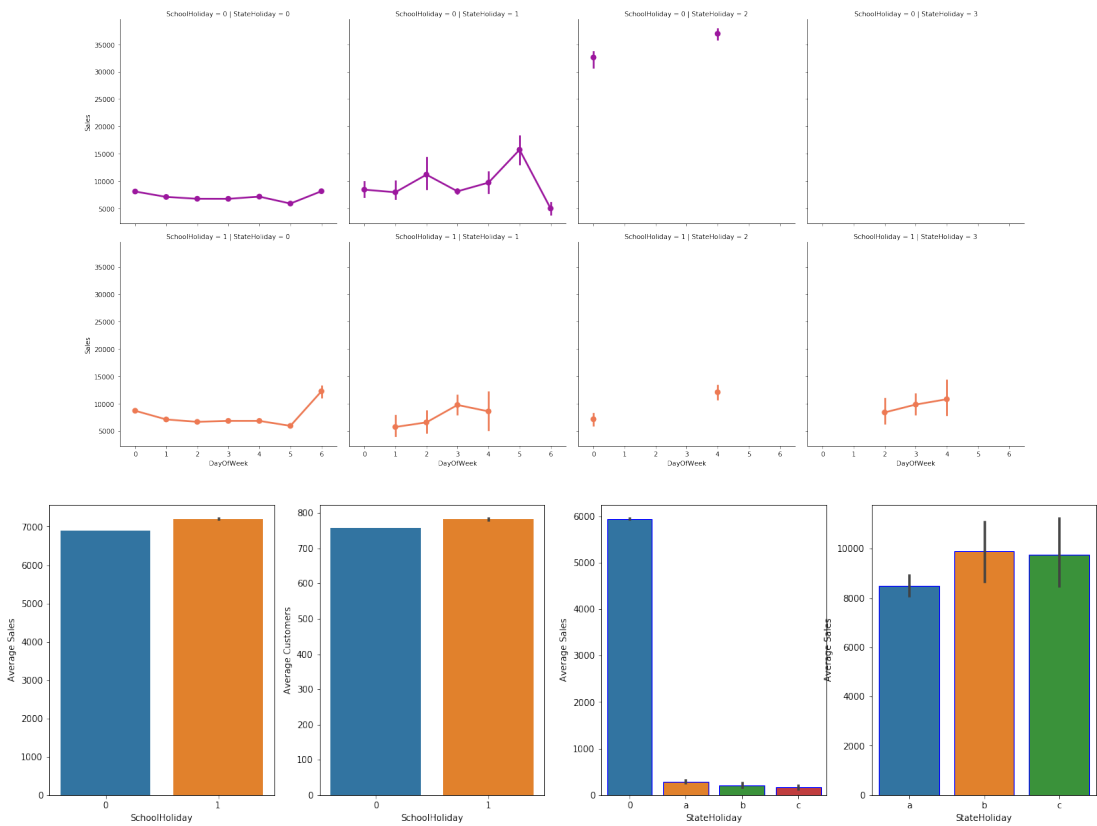 SchoolHoliday = 0 | StateHoliday = 0
SchoolHoliday = 0 | StateHoliday = 1
SchoolHoliday = 0 | StateHoliday = 2
SchoolHoliday = 0 | StateHoliday = 3
35000
30000
25000
20000
15000
10000
5000
Sales
SchoolHoliday = 1 | StateHoliday = 0
SchoolHoliday = 1 | StateHoliday = 1
SchoolHoliday = 1 | StateHoliday = 2
SchoolHoliday = 1 | StateHoliday = 3
35000
30000
25000
20000
15000
10000
5000
Sales
0 1 2 3 4 5 6
DayOfWeek
0 1 2 3 4 5 6
DayOfWeek
0 1 2 3 4 5 6
DayOfWeek
0 1 2 3 4 5 6
DayOfWeek
7000
6000
5000
4000
3000
2000
1000
0
Average Sales
0 1
SchoolHoliday
800
700
600
500
400
300
200
100
0
Average Customers
0 1
SchoolHoliday
6000
5000
4000
3000
2000
1000
0
Average Sales
0 a b c
StateHoliday
10000
8000
6000
4000
2000
0
Average Sales
a b c
StateHoliday